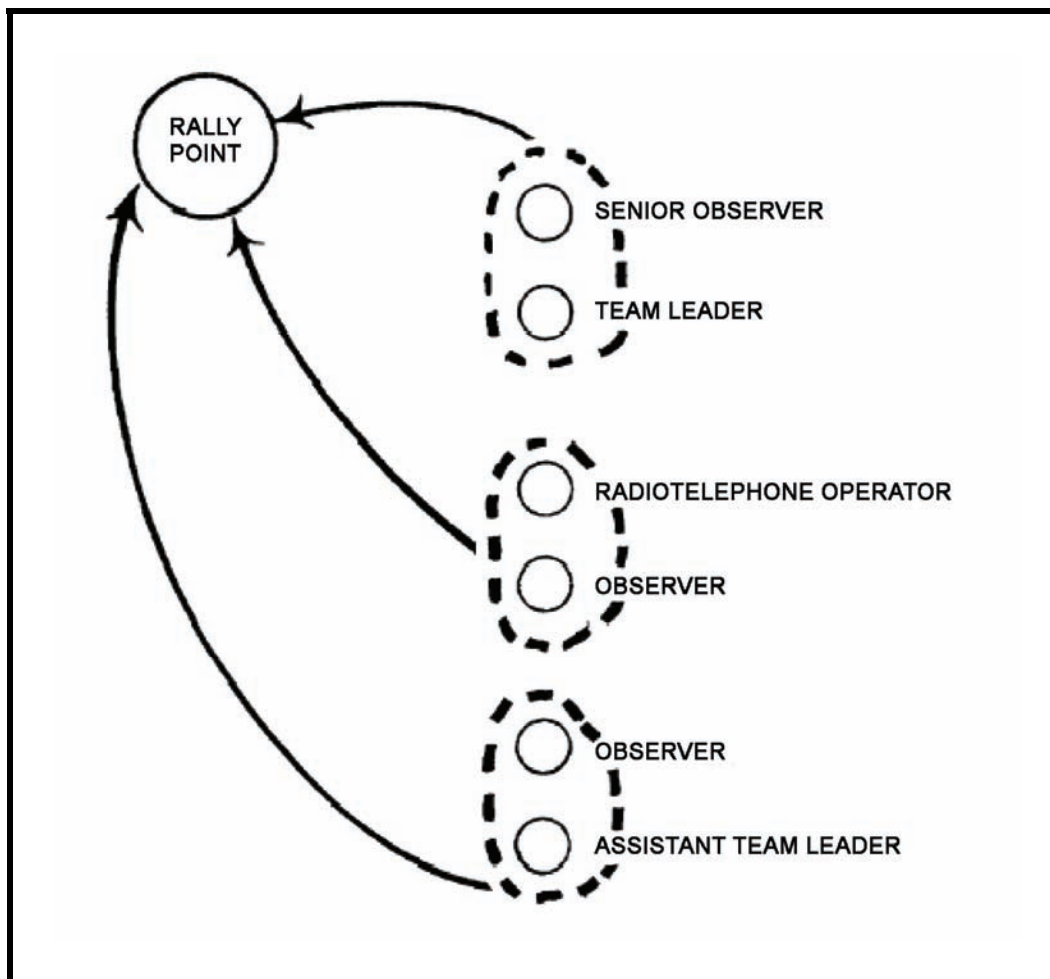 RALLY
POINT
SENIOR OBSERVER
TEAM LEADER
RADIOTELEPHONE OPERATOR
OBSERVER
OBSERVER
ASSISTANT TEAM LEADER